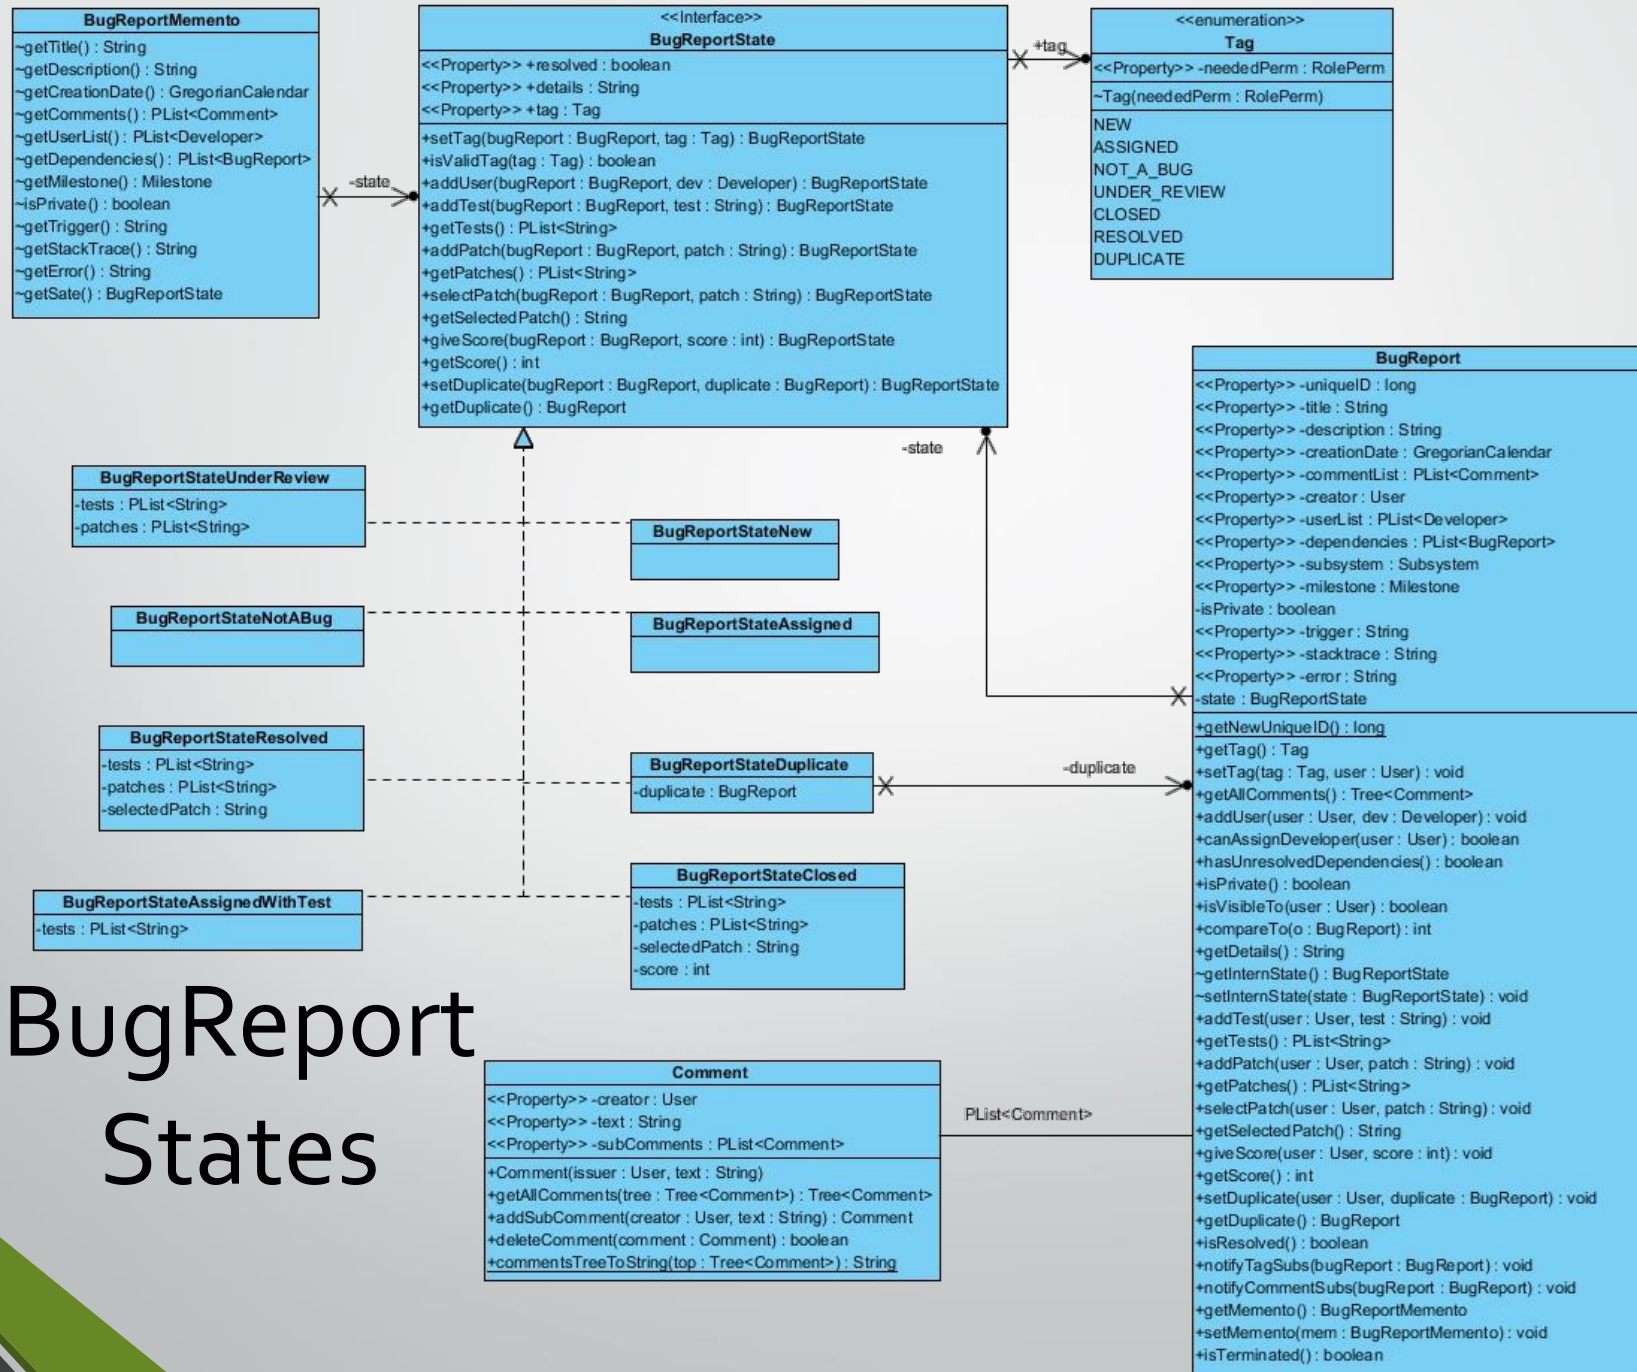 BugReportMemento
~getTitle() : String
~getDescription() : String
~getCreationDate() : GregorianCalendar
~getComments() : PList<Comment>
~getUserList() : PList<Developer>
~getDependencies() : PList<BugReport>
~getMilestone() : Milestone
~isPrivate() : boolean
~getTrigger() : String
~getStackTrace() : String
~getError() : String
~getSate() : BugReportState
-state
<<Interface>>
BugReportState
<<Property>> +resolved : boolean
<<Property>> +details : String
<<Property>> +tag : Tag
+setTag(bugReport : BugReport, tag : Tag) : BugReportState
+isValidTag(tag : Tag) : boolean
+addUser(bugReport : BugReport, dev : Developer) : BugReportState
+addTest(bugReport : BugReport, test : String) : BugReportState
+getTests() : PList<String>
+addPatch(bugReport : BugReport, patch : String) : BugReportState
+getPatches() : PList<String>
+selectPatch(bugReport : BugReport, patch : String) : BugReportState
+getSelectedPatch() : String
+giveScore(bugReport : BugReport, score : int) : BugReportState
+getScore() : int
+setDuplicate(bugReport : BugReport, duplicate : BugReport) : BugReportState
+getDuplicate() : BugReport
+tag
<<enumeration>>
Tag
<<Property>> -neededPerm : RolePerm
~Tag(neededPerm : RolePerm)
NEW
ASSIGNED
NOT_A_BUG
UNDER_REVIEW
CLOSED
RESOLVED
DUPLICATE
-state
BugReportStateUnderReview
-tests : PList<String>
-patches : PList<String>
BugReportStateNew
BugReportStateNotABug
BugReportStateAssigned
BugReportStateResolved
-tests : PList<String>
-patches : PList<String>
-selectedPatch : String
BugReportStateDuplicate
-duplicate : BugReport
-duplicate
BugReportStateAssignedWithTest
-tests : PList<String>
BugReportStateClosed
-tests : PList<String>
-patches : PList<String>
-selectedPatch : String
-score : int
BugReport
<<Property>> -uniqueID : long
<<Property>> -title : String
<<Property>> -description : String
<<Property>> -creationDate : GregorianCalendar
<<Property>> -commentList : PList<Comment>
<<Property>> -creator : User
<<Property>> -userList : PList<Developer>
<<Property>> -dependencies : PList<BugReport>
<<Property>> -subsystem : Subsystem
<<Property>> -milestone : Milestone
-isPrivate : boolean
<<Property>> -trigger : String
<<Property>> -stacktrace : String
<<Property>> -error : String
-state : BugReportState
+getNewUniqueID() : long
+getTag() : Tag
+setTag(tag : Tag, user : User) : void
+getAllComments() : Tree<Comment>
+addUser(user : User, dev : Developer) : void
+canAssignDeveloper(user : User) : boolean
+hasUnresolvedDependencies() : boolean
+isPrivate() : boolean
+isVisibleTo(user : User) : boolean
+compareTo(o : BugReport) : int
+getDetails() : String
~getInternState() : BugReportState
~setInternState(state : BugReportState) : void
+addTest(user : User, test : String) : void
+getTests() : PList<String>
+addPatch(user : User, patch : String) : void
+getPatches() : PList<String>
+selectPatch(user : User, patch : String) : void
+getSelectedPatch() : String
+giveScore(user : User, score : int) : void
+getScore() : int
+setDuplicate(user : User, duplicate : BugReport) : void
+getDuplicate() : BugReport
+isResolved() : boolean
+notifyTagSubs(bugReport : BugReport) : void
+notifyCommentSubs(bugReport : BugReport) : void
+getMemento() : BugReportMemento
+setMemento(mem : BugReportMemento) : void
+isTerminated() : boolean
BugReport
States
Comment
<<Property>> -creator : User
<<Property>> -text : String
<<Property>> -subComments : PList<Comment>
+Comment(issuer : User, text : String)
+getAllComments(tree : Tree<Comment>) : Tree<Comment>
+addSubComment(creator : User, text : String) : Comment
+deleteComment(comment : Comment) : boolean
+commentsTreeToString(top : Tree<Comment>) : String
PList<Comment>